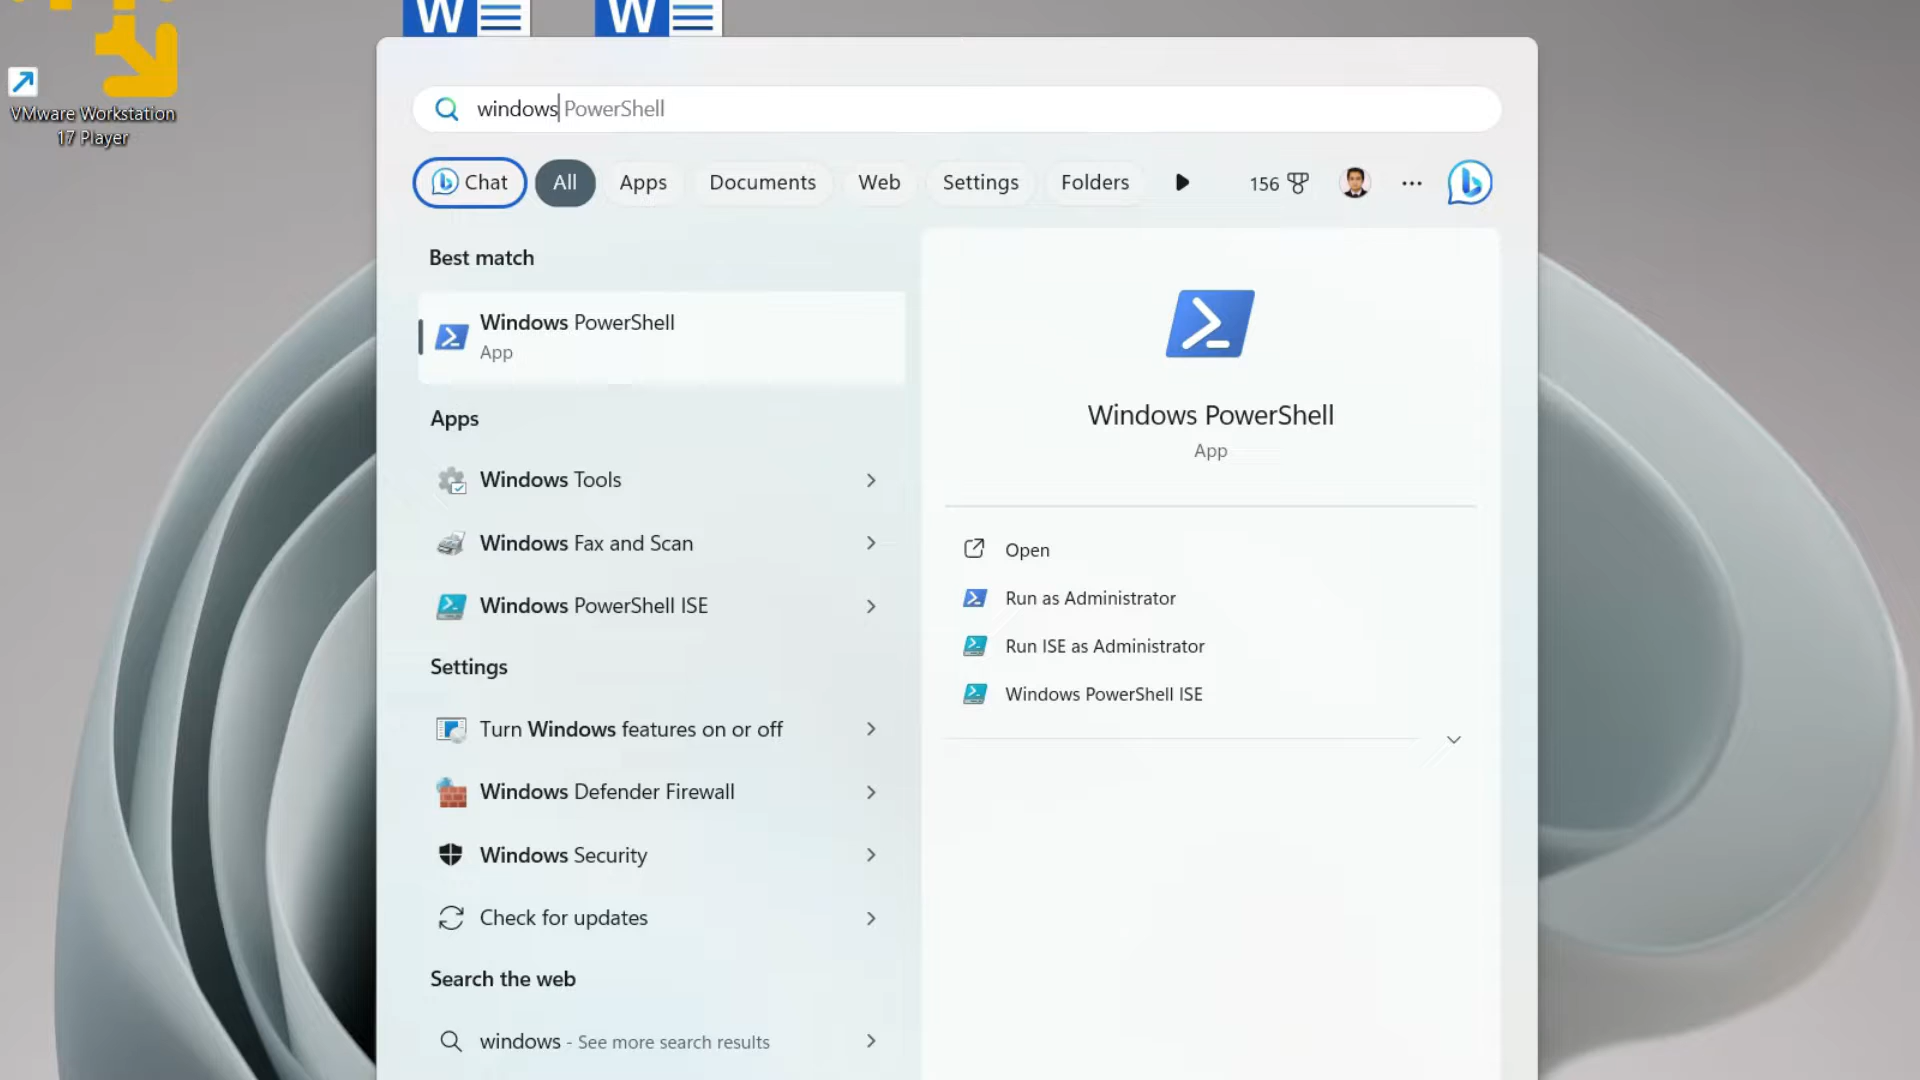 W W
VMware Workstation
17 Player
windows PowerShell
Chat All Apps Documents Web Settings Folders 156
Best match
Windows PowerShell
App
Apps
Windows Tools
Windows Fax and Scan
Windows PowerShell ISE
Settings
Turn Windows features on or off
Windows Defender Firewall
Windows Security
Check for updates
Search the web
windows - See more search results
Windows PowerShell
App
Open
Run as Administrator
Run ISE as Administrator
Windows PowerShell ISE